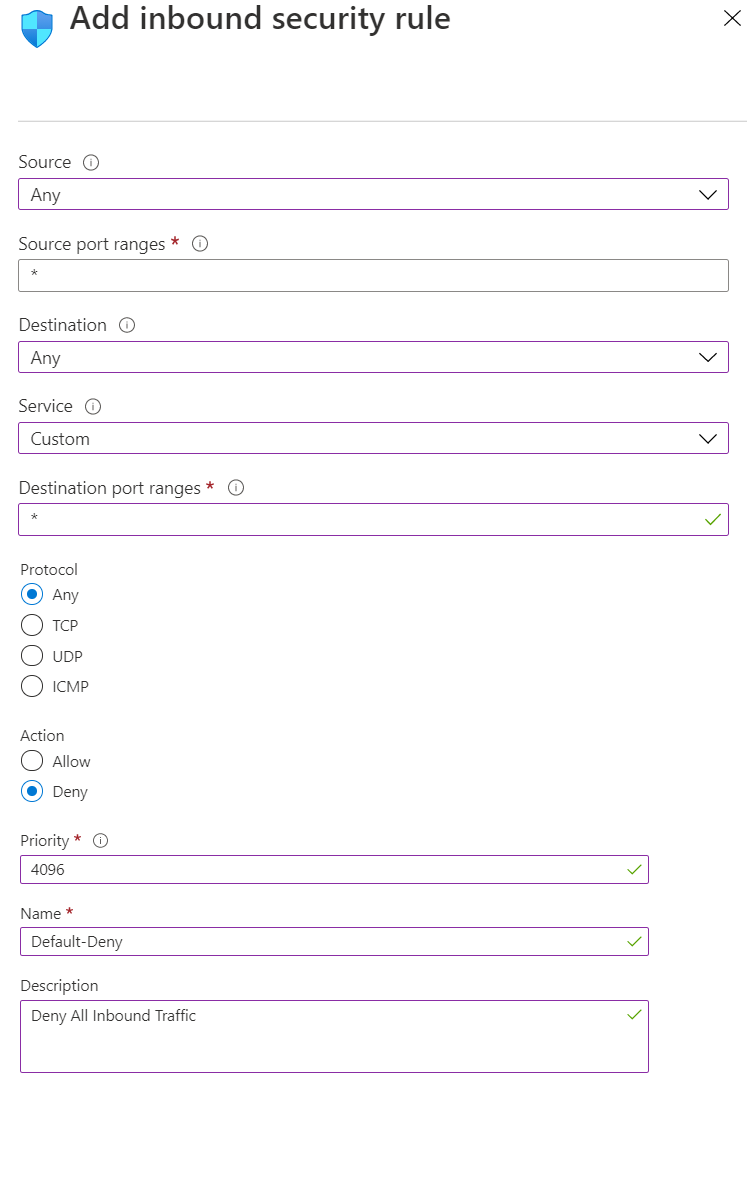 Add inbound security rule
Source
Any
Source port ranges *
*
Destination
Any
Service
Custom
Destination port ranges *
*
Protocol
Any
TCP
UDP
ICMP
Action
Allow
Deny
Priority *
4096
Name *
Default-Deny
Description
Deny All Inbound Traffic